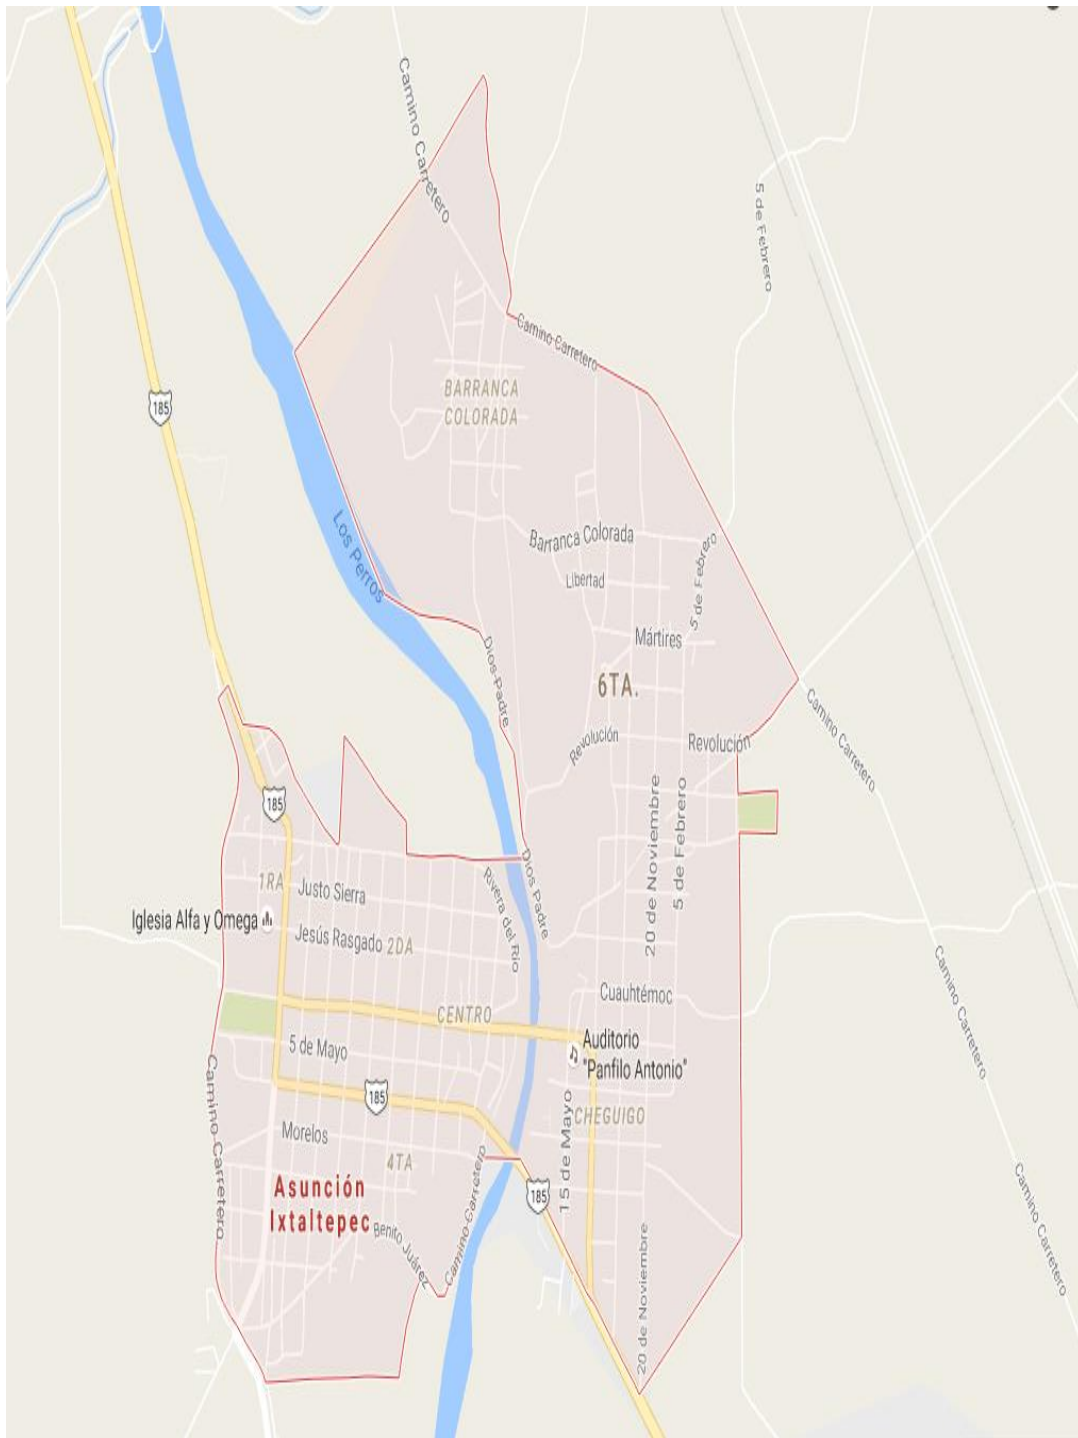 Camino Carretero
5 de Febrero
Camino Carretero
185
BARRANCA
COLORADA
Los Perros
Barranca Colorada
5 de Febrero
Libertad
Mártires
Dios Padre
6TA.
Camino Carretero
Revolución
Revolución
185
20 de Noviembre
5 de Febrero
1RA
Justo Sierra
Rivera del Río
Dios Padre
Iglesia Alfa y Omega
Jesús Rasgado
2DA
Cuauhtémoc
Camino Carretero
CENTRO
5 de Mayo
Auditorio
"Panfilo Antonio"
Camino Carretero
185
CHEGUIGO
15 de Mayo
Morelos
4TA
Camino Carretero
Asunción
Ixtaltepec
185
Benito Juárez
Camino Carretero
20 de Noviembre